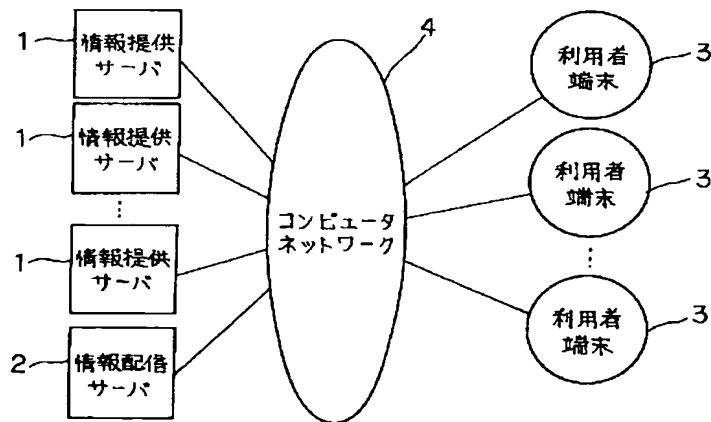 1
情報提供
サーバ
1
情報提供
サーバ
1
情報提供
サーバ
2
情報配信
サーバ
4
コンピュータ
ネットワーク
利用者
端末
3
利用者
端末
3
利用者
端末
3